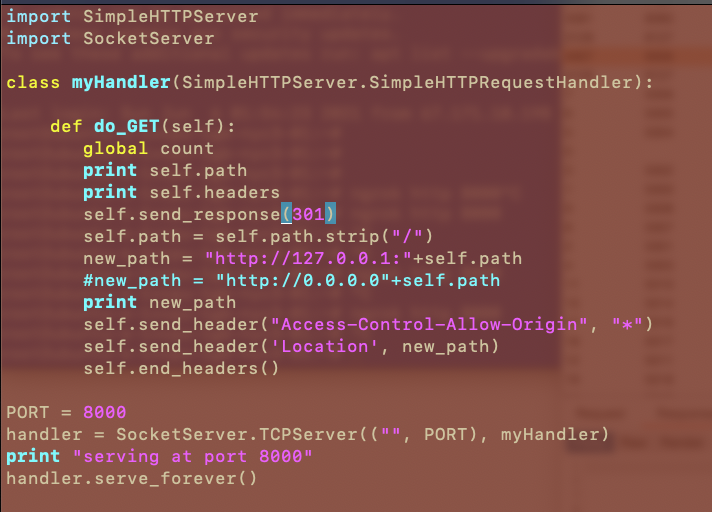 import SimpleHTTPServer
import SocketServer
class myHandler(SimpleHTTPServer.SimpleHTTPRequestHandler):
    def do_GET(self):
       global count
       print self.path
       print self.headers
       self.send_response(301)
       self.path = self.path.strip("/")
       new_path = "http://127.0.0.1:"+self.path
       #new_path = "http://0.0.0.0"+self.path
       print new_path
       self.send_header("Access-Control-Allow-Origin", "*")
       self.send_header('Location', new_path)
       self.end_headers()
PORT = 8000
handler = SocketServer.TCPServer(("", PORT), myHandler)
print "serving at port 8000"
handler.serve_forever()